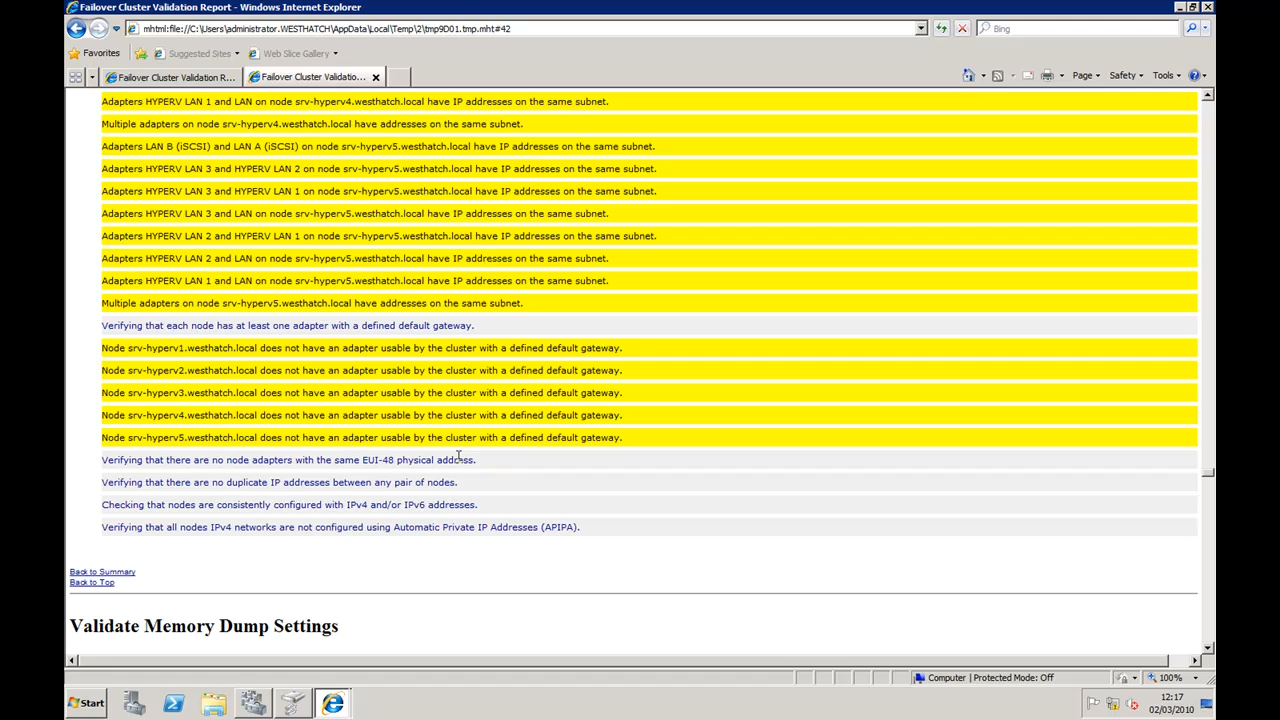 Failover Cluster Validation Report - Windows Internet Explorer
mhtml:file://C:\Users\administrator.WESTHATCH\AppData\Local\Temp\2\tmp9D01.tmp.mht#42
Bing
Favorites
Suggested Sites
Web Slice Gallery
Failover Cluster Validation R...
Failover Cluster Validatio...
Page
Safety
Tools
Adapters HYPERV LAN 1 and LAN on node srv-hyperv4.westhatch.local have IP addresses on the same subnet.
Multiple adapters on node srv-hyperv4.westhatch.local have addresses on the same subnet.
Adapters LAN B (iSCSI) and LAN A (iSCSI) on node srv-hyperv5.westhatch.local have IP addresses on the same subnet.
Adapters HYPERV LAN 3 and HYPERV LAN 2 on node srv-hyperv5.westhatch.local have IP addresses on the same subnet.
Adapters HYPERV LAN 3 and HYPERV LAN 1 on node srv-hyperv5.westhatch.local have IP addresses on the same subnet.
Adapters HYPERV LAN 3 and LAN on node srv-hyperv5.westhatch.local have IP addresses on the same subnet.
Adapters HYPERV LAN 2 and HYPERV LAN 1 on node srv-hyperv5.westhatch.local have IP addresses on the same subnet.
Adapters HYPERV LAN 2 and LAN on node srv-hyperv5.westhatch.local have IP addresses on the same subnet.
Adapters HYPERV LAN 1 and LAN on node srv-hyperv5.westhatch.local have IP addresses on the same subnet.
Multiple adapters on node srv-hyperv5.westhatch.local have addresses on the same subnet.
Verifying that each node has at least one adapter with a defined default gateway.
Node srv-hyperv1.westhatch.local does not have an adapter usable by the cluster with a defined default gateway.
Node srv-hyperv2.westhatch.local does not have an adapter usable by the cluster with a defined default gateway.
Node srv-hyperv3.westhatch.local does not have an adapter usable by the cluster with a defined default gateway.
Node srv-hyperv4.westhatch.local does not have an adapter usable by the cluster with a defined default gateway.
Node srv-hyperv5.westhatch.local does not have an adapter usable by the cluster with a defined default gateway.
Verifying that there are no node adapters with the same EUI-48 physical address.
Verifying that there are no duplicate IP addresses between any pair of nodes.
Checking that nodes are consistently configured with IPv4 and/or IPv6 addresses.
Verifying that all nodes IPv4 networks are not configured using Automatic Private IP Addresses (APIPA).
Back to Summary
Back to Top
Validate Memory Dump Settings
Computer | Protected Mode: Off
100%
Start
12:17
02/03/2010